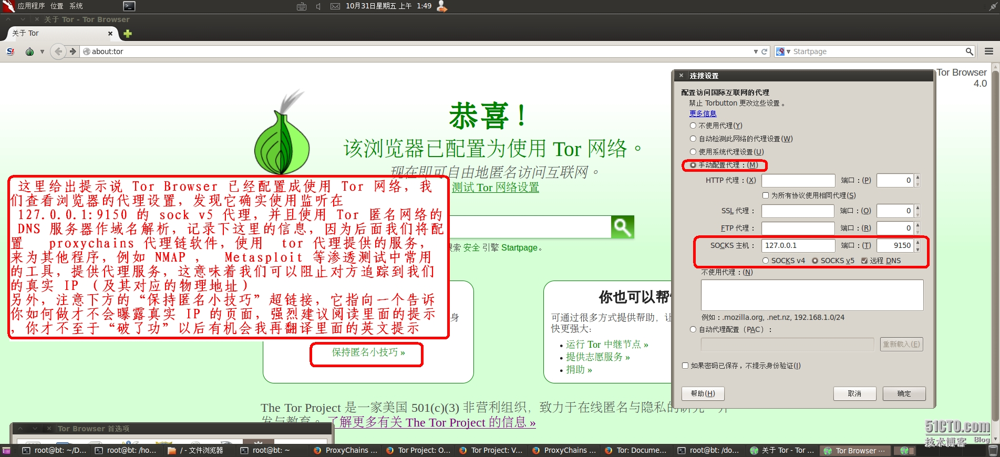 应用程序 位置 系统
10月31日星期五 上午 1:49
关于 Tor - Tor Browser
关于 Tor
about:tor
Startpage
Tor Browser
4.0
恭喜！
该浏览器已配置为使用 Tor 网络。
现在即可自由地匿名访问互联网。
测试 Tor 网络设置
这里给出提示说 Tor Browser 已经配置成使用 Tor 网络，我
们查看浏览器的代理设置，发现它确实使用监听在
127.0.0.1:9150 的 sock v5 代理，并且使用 Tor 匿名网络的
DNS 服务器作域名解析，记录下这里的信息，因为后面我们将配
置 proxychains 代理链软件，使用 tor 代理提供的服务，
来为其他程序，例如 NMAP ， Metasploit 等渗透测试中常用
的工具，提供代理服务，这意味着我们可以阻止对方追踪到我们
的真实 IP （及其对应的物理地址）
另外，注意下方的“保持匿名小技巧”超链接，它指向一个告诉
你如何做才不会曝露真实 IP 的页面，强烈建议阅读里面的提示
，你才不至于“破了功”以后有机会我再翻译里面的英文提示
搜索 安全 引擎 Startpage。
身
保持匿名小技巧 »
你也可以帮
可通过很多方式提供帮助，让
快更强大：
运行 Tor 中继节点 »
提供志愿服务 »
捐助 »
The Tor Project 是一家美国 501(c)(3) 非营利组织，致力于在线匿名与隐私的研究、开
发与教育。 了解更多有关 The Tor Project 的信息 »
连接设置
配置访问国际互联网的代理
禁止 Torbutton 更改这些设置。
更多信息
不使用代理(Y)
自动检测此网络的代理设置(W)
使用系统代理设置(U)
手动配置代理：(M)
HTTP 代理：(X) 端口：(P) 0
为所有协议使用相同代理(S)
SSL 代理： 端口：(O) 0
FTP 代理： 端口：(R) 0
SOCKS 主机： 127.0.0.1 端口：(T) 9150
SOCKS v4 SOCKS v5 远程 DNS
不使用代理：(N)
例如：.mozilla.org, .net.nz, 192.168.1.0/24
自动代理配置（PAC）：
重新载入(E)
如果密码已保存，不提示身份验证(I)
帮助(H) 取消 确定
Tor Browser 首选项
51CTO.com
技术博客 Blog
root@bt: ~/D... root@bt: /ho... / - 文件浏览器 root@bt: ~ ProxyChains ... Tor Project: O... Tor Project: V... ProxyChains ... Tor: Docume... root@bt: /do... 关于 Tor - Tor ... Tor Browser ...